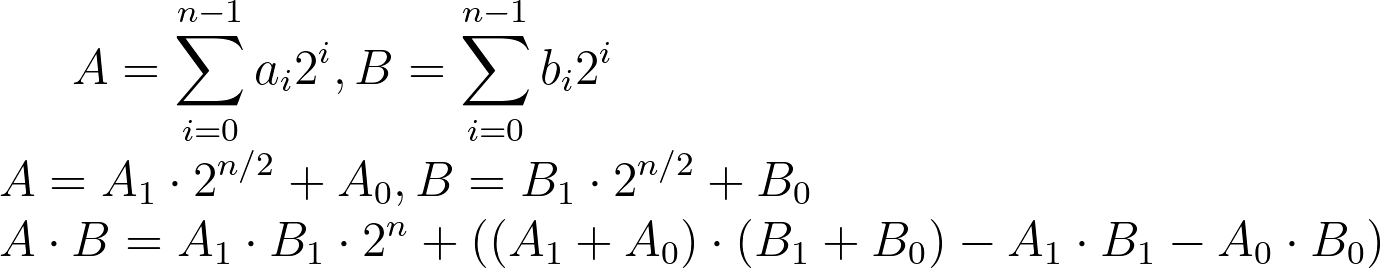 A = \sum_{i=0}^{n-1} a_i 2^i, B = \sum_{i=0}^{n-1} b_i 2^i
A = A_1 \cdot 2^{n/2} + A_0, B = B_1 \cdot 2^{n/2} + B_0
A \cdot B = A_1 \cdot B_1 \cdot 2^n + ((A_1 + A_0) \cdot (B_1 + B_0) - A_1 \cdot B_1 - A_0 \cdot B_0)